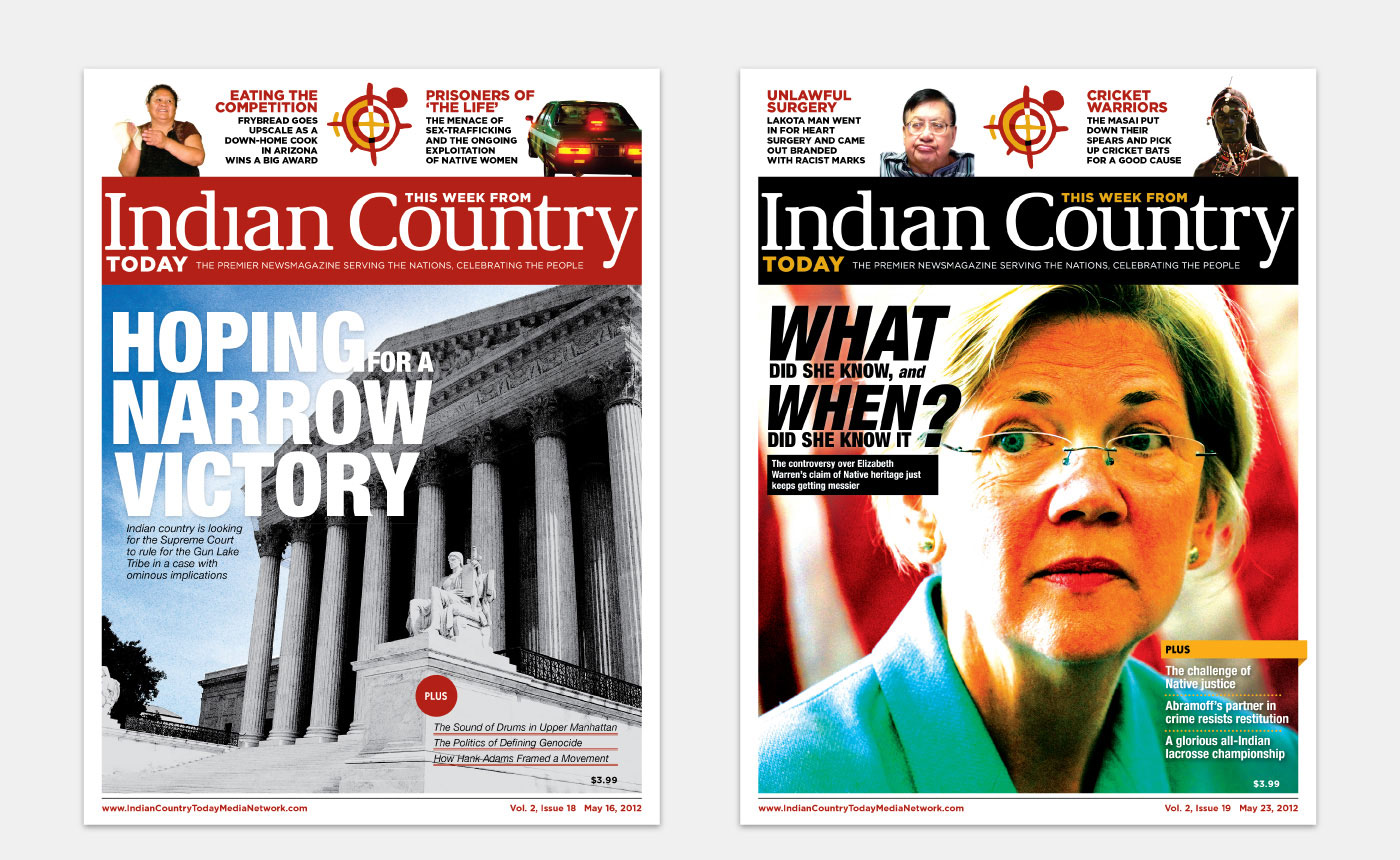 EATING THE
COMPETITION
FRYBREAD GOES
UPSCALE AS A
DOWN-HOME COOK
IN ARIZONA
WINS A BIG AWARD
PRISONERS OF
‘THE LIFE’
THE MENACE OF
SEX-TRAFFICKING
AND THE ONGOING
EXPLOITATION
OF NATIVE WOMEN
THIS WEEK FROM
Indian Country
TODAY THE PREMIER NEWSMAGAZINE SERVING THE NATIONS, CELEBRATING THE PEOPLE
HOPING FOR A
NARROW
VICTORY
Indian country is looking
for the Supreme Court
to rule for the Gun Lake
Tribe in a case with
ominous implications
PLUS
The Sound of Drums in Upper Manhattan
The Politics of Defining Genocide
How Hank Adams Framed a Movement
$3.99
www.IndianCountryTodayMediaNetwork.com
Vol. 2, Issue 18 May 16, 2012
UNLAWFUL
SURGERY
LAKOTA MAN WENT
IN FOR HEART
SURGERY AND CAME
OUT BRANDED
WITH RACIST MARKS
CRICKET
WARRIORS
THE MASAI PUT
DOWN THEIR
SPEARS AND PICK
UP CRICKET BATS
FOR A GOOD CAUSE
THIS WEEK FROM
Indian Country
TODAY THE PREMIER NEWSMAGAZINE SERVING THE NATIONS, CELEBRATING THE PEOPLE
WHAT
DID SHE KNOW, and
WHEN?
DID SHE KNOW IT
The controversy over Elizabeth
Warren's claim of Native heritage just
keeps getting messier
PLUS
The challenge of
Native justice
Abramoff's partner in
crime resists restitution
A glorious all-Indian
lacrosse championship
$3.99
www.IndianCountryTodayMediaNetwork.com
Vol. 2, Issue 19 May 23, 2012